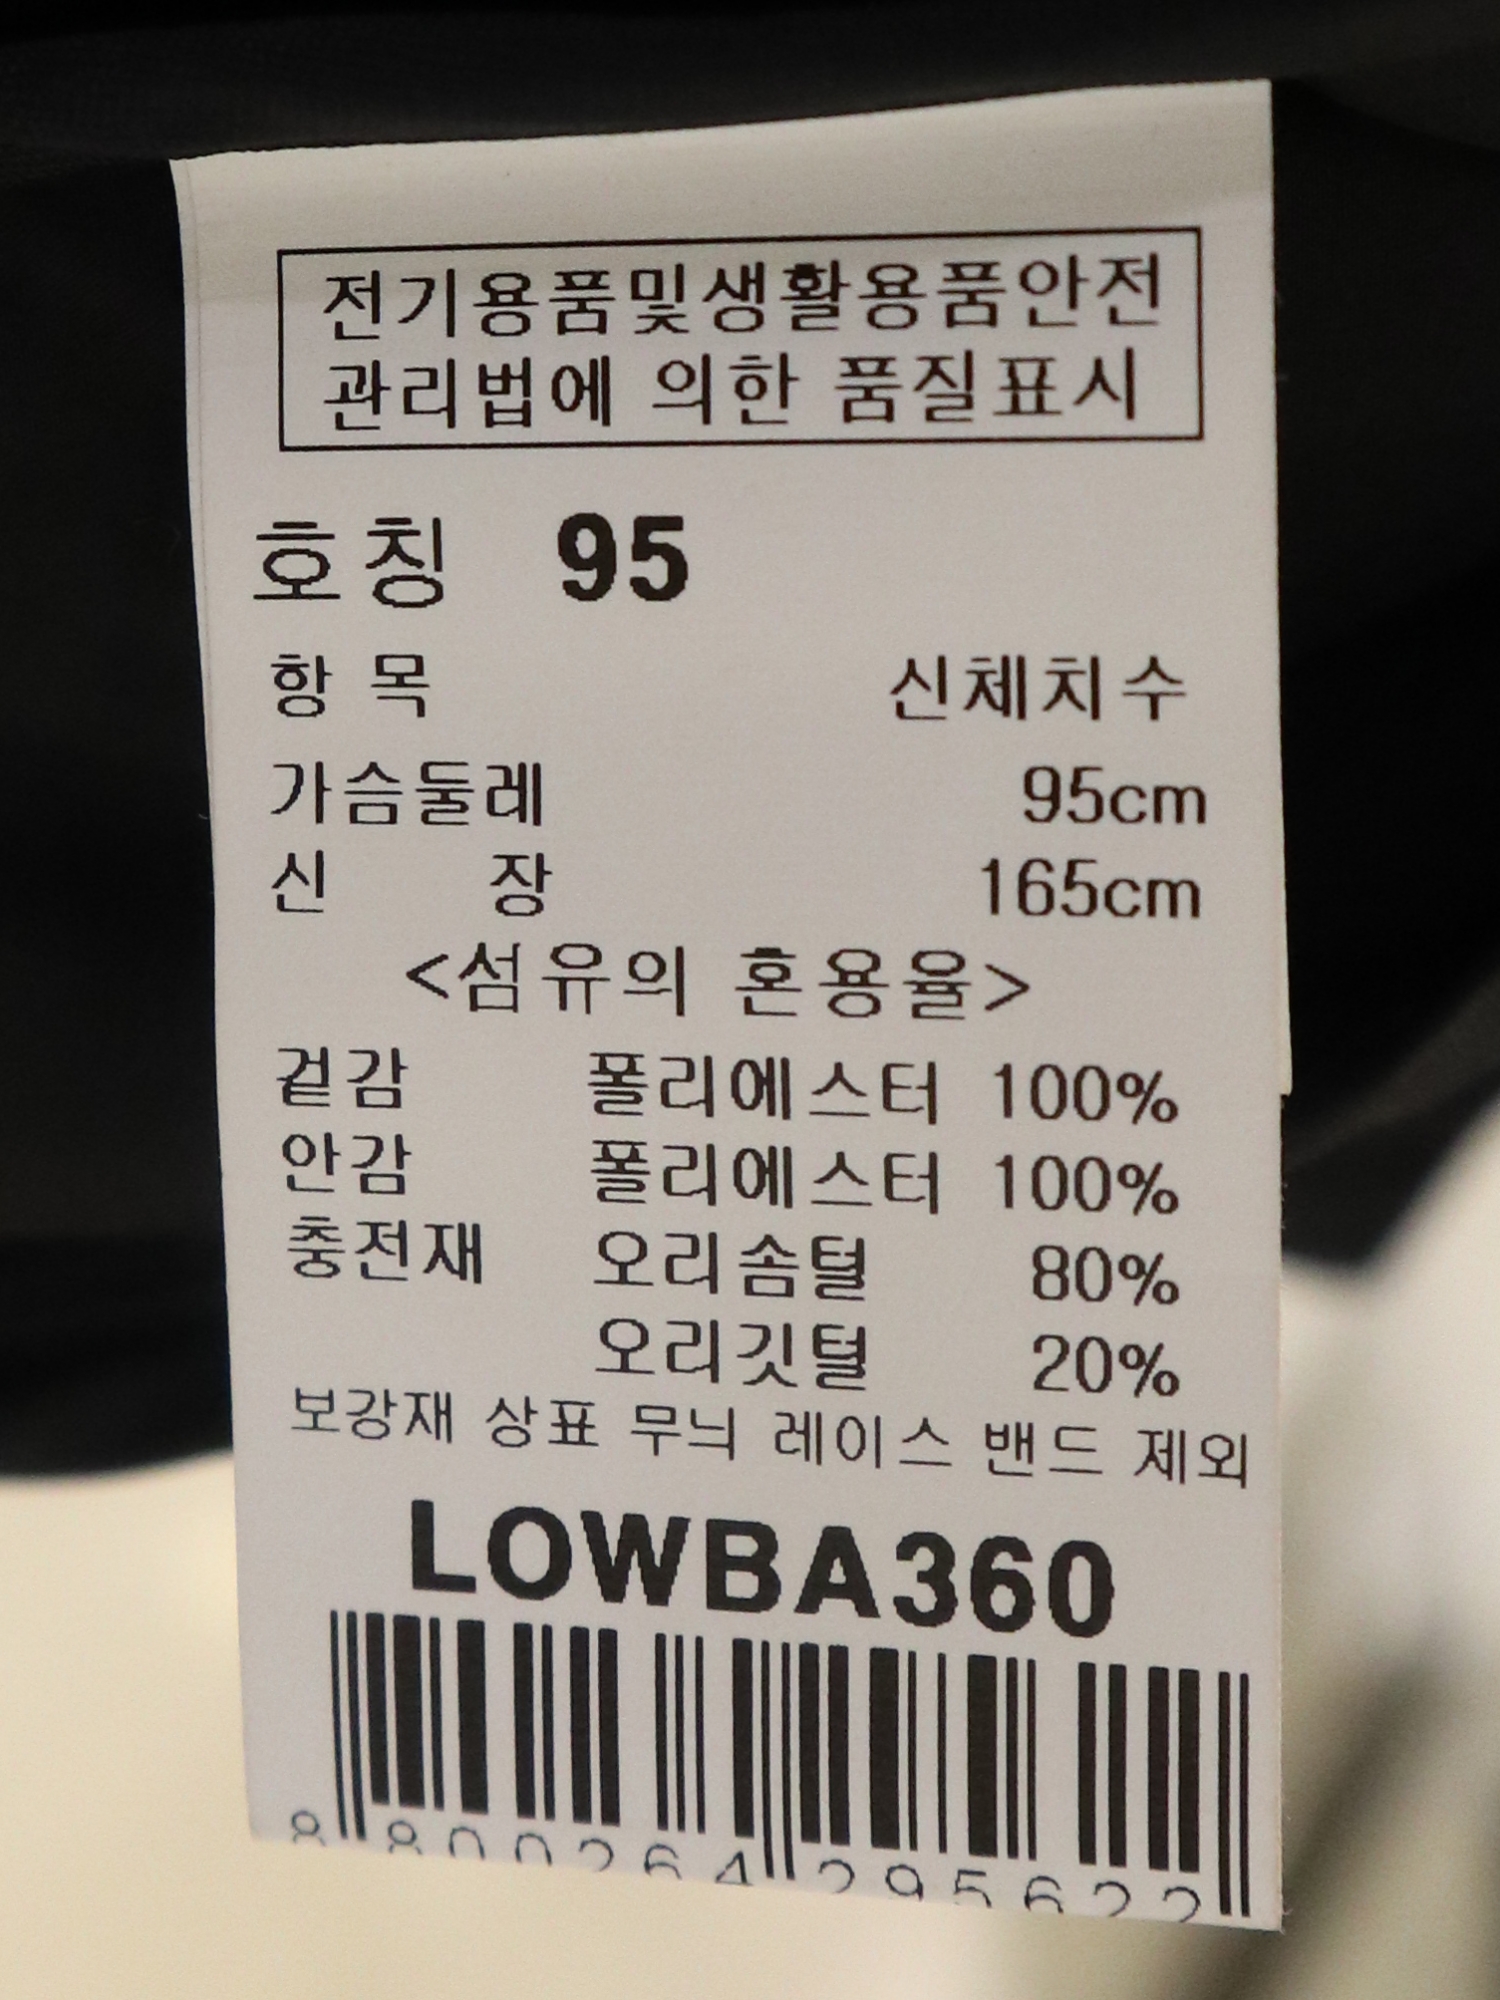 전기용품및생활용품안전
관리법에 의한 품질표시
호칭 95
항 목 신체치수
가슴둘레 95cm
신 장 165cm
<섬유의 혼용율>
겉감 폴리에스터 100%
안감 폴리에스터 100%
충전재 오리솜털 80%
오리깃털 20%
보강재 상표 무늬 레이스 밴드 제외
LOWBA360
8 800264 295622